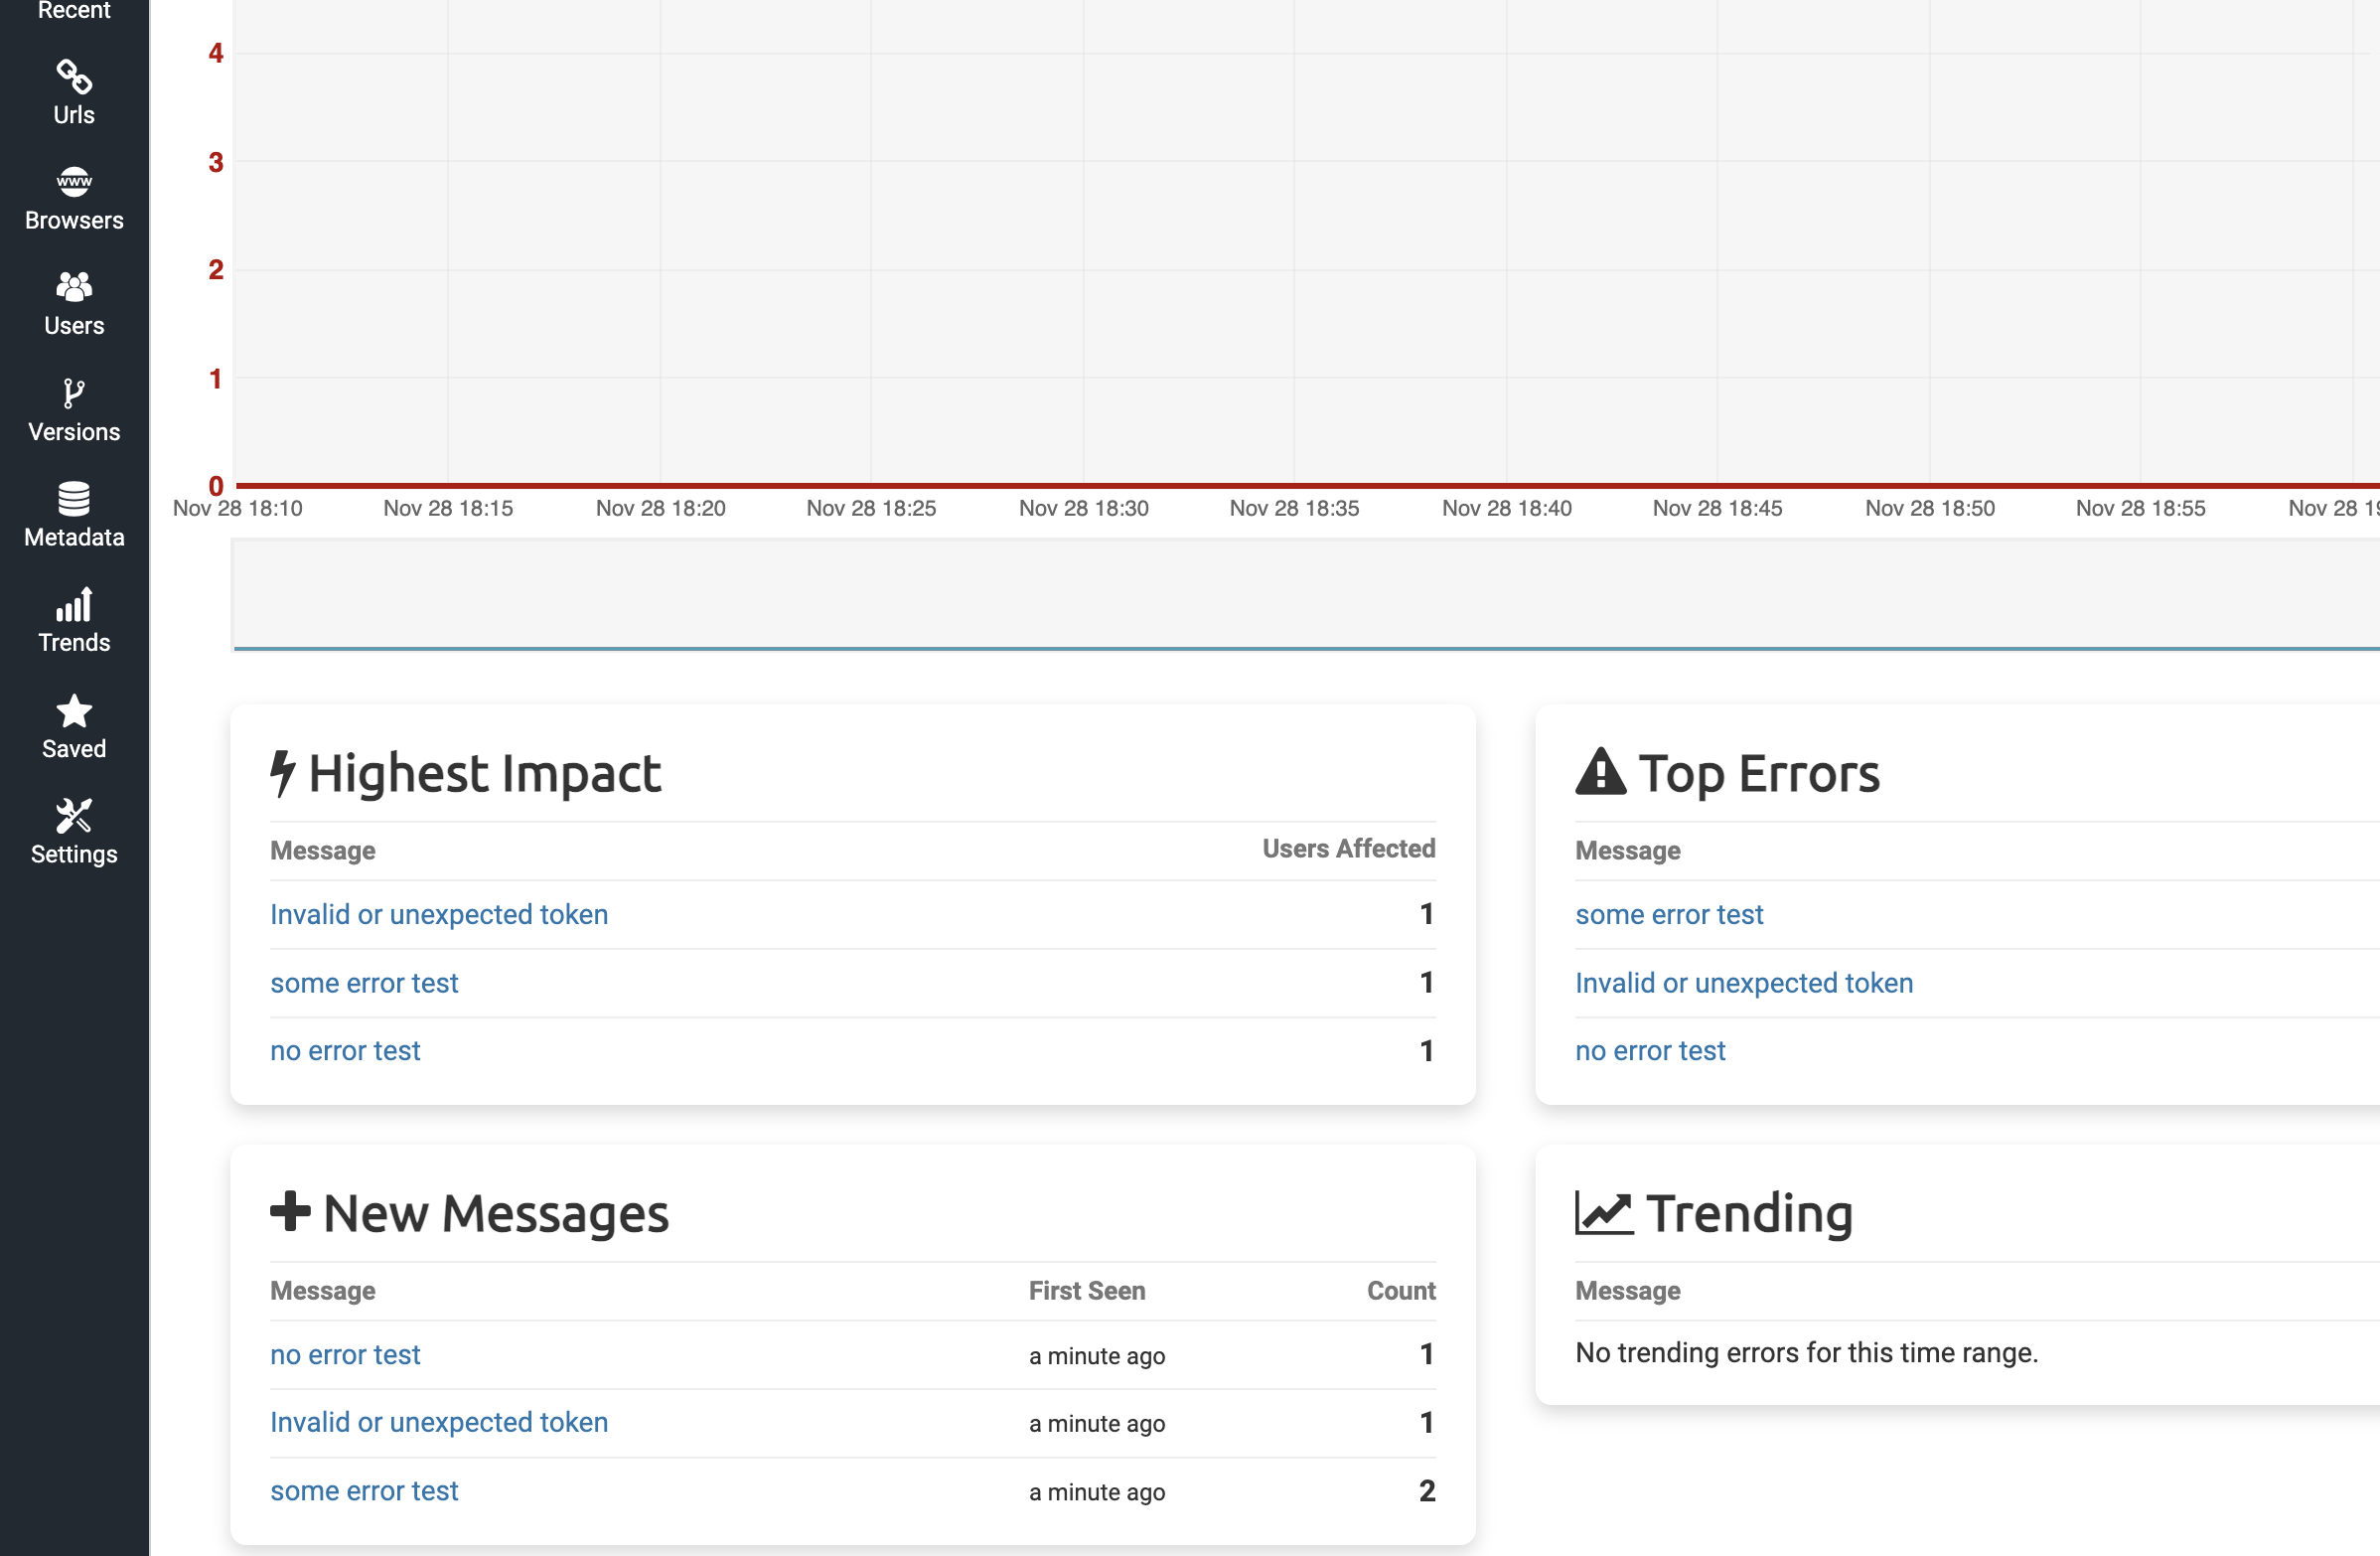 Recent
Urls
www
Browsers
Users
Versions
Metadata
Trends
Saved
Settings
4
3
2
1
0
Nov 28 18:10 Nov 28 18:15 Nov 28 18:20 Nov 28 18:25 Nov 28 18:30 Nov 28 18:35 Nov 28 18:40 Nov 28 18:45 Nov 28 18:50 Nov 28 18:55 Nov 28
Highest Impact
Message Users Affected
Invalid or unexpected token 1
some error test 1
no error test 1
Top Errors
Message
some error test
Invalid or unexpected token
no error test
New Messages
Message First Seen Count
no error test a minute ago 1
Invalid or unexpected token a minute ago 1
some error test a minute ago 2
Trending
Message
No trending errors for this time range.